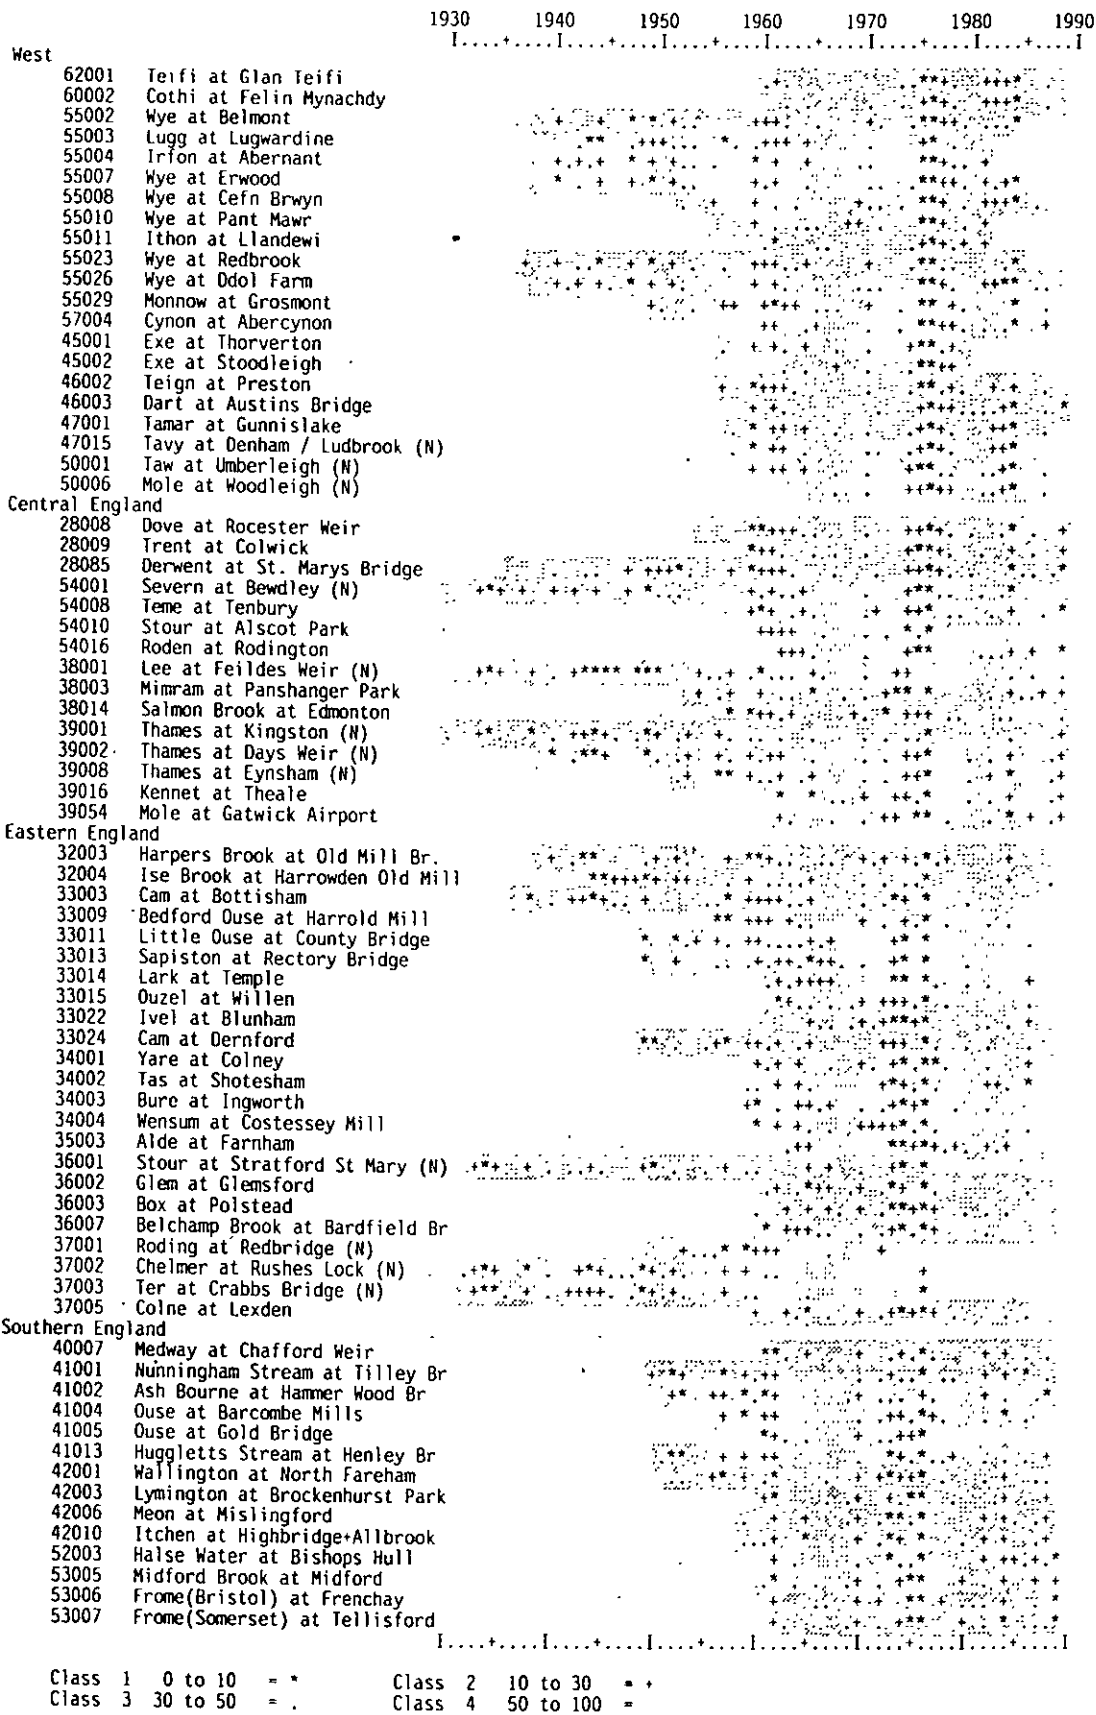 1930 1940 1950 1960 1970 1980 1990
West
62001 Teifi at Glan Teifi
60002 Cothi at Felin Mynachdy
55002 Wye at Belmont
55003 Lugg at Lugwardine
55004 Irfon at Abernant
55007 Wye at Erwood
55008 Wye at Cefn Brwyn
55010 Wye at Pant Mawr
55011 Ithon at Llandewi
55023 Wye at Redbrook
55026 Wye at Ddol Farm
55029 Monnow at Grosmont
57004 Cynon at Abercynon
45001 Exe at Thorverton
45002 Exe at Stoodleigh
46002 Teign at Preston
46003 Dart at Austins Bridge
47001 Tamar at Gunnislake
47015 Tavy at Denham / Ludbrook (N)
50001 Taw at Umberleigh (N)
50006 Mole at Woodleigh (N)
Central England
28008 Dove at Rocester Weir
28009 Trent at Colwick
28085 Derwent at St. Marys Bridge
54001 Severn at Bewdley (N)
54008 Teme at Tenbury
54010 Stour at Alscot Park
54016 Roden at Rodington
38001 Lee at Feildes Weir (N)
38003 Mimram at Panshanger Park
38014 Salmon Brook at Edmonton
39001 Thames at Kingston (N)
39002 Thames at Days Weir (N)
39008 Thames at Eynsham (N)
39016 Kennet at Theale
39054 Mole at Gatwick Airport
Eastern England
32003 Harpers Brook at Old Mill Br.
32004 Ise Brook at Harrowden Old Mill
33003 Cam at Bottisham
33009 Bedford Ouse at Harrold Mill
33011 Little Ouse at County Bridge
33013 Sapiston at Rectory Bridge
33014 Lark at Temple
33015 Ouzel at Willen
33022 Ivel at Blunham
33024 Cam at Dernford
34001 Yare at Colney
34002 Tas at Shotesham
34003 Bure at Ingworth
34004 Wensum at Costessey Mill
35003 Alde at Farnham
36001 Stour at Stratford St Mary (N)
36002 Glem at Glemsford
36003 Box at Polstead
36007 Belchamp Brook at Bardfield Br
37001 Roding at Redbridge (N)
37002 Chelmer at Rushes Lock (N)
37003 Ter at Crabbs Bridge (N)
37005 Colne at Lexden
Southern England
40007 Medway at Chafford Weir
41001 Nunningham Stream at Tilley Br
41002 Ash Bourne at Hammer Wood Br
41004 Ouse at Barcombe Mills
41005 Ouse at Gold Bridge
41013 Huggletts Stream at Henley Br
42001 Wallington at North Fareham
42003 Lymington at Brockenhurst Park
42006 Meon at Mislingford
42010 Itchen at Highbridge+Allbrook
52003 Halse Water at Bishops Hull
53005 Midford Brook at Midford
53006 Frome(Bristol) at Frenchay
53007 Frome(Somerset) at Tellisford
Class 1 0 to 10 = * Class 2 10 to 30 = +
Class 3 30 to 50 = . Class 4 50 to 100 =